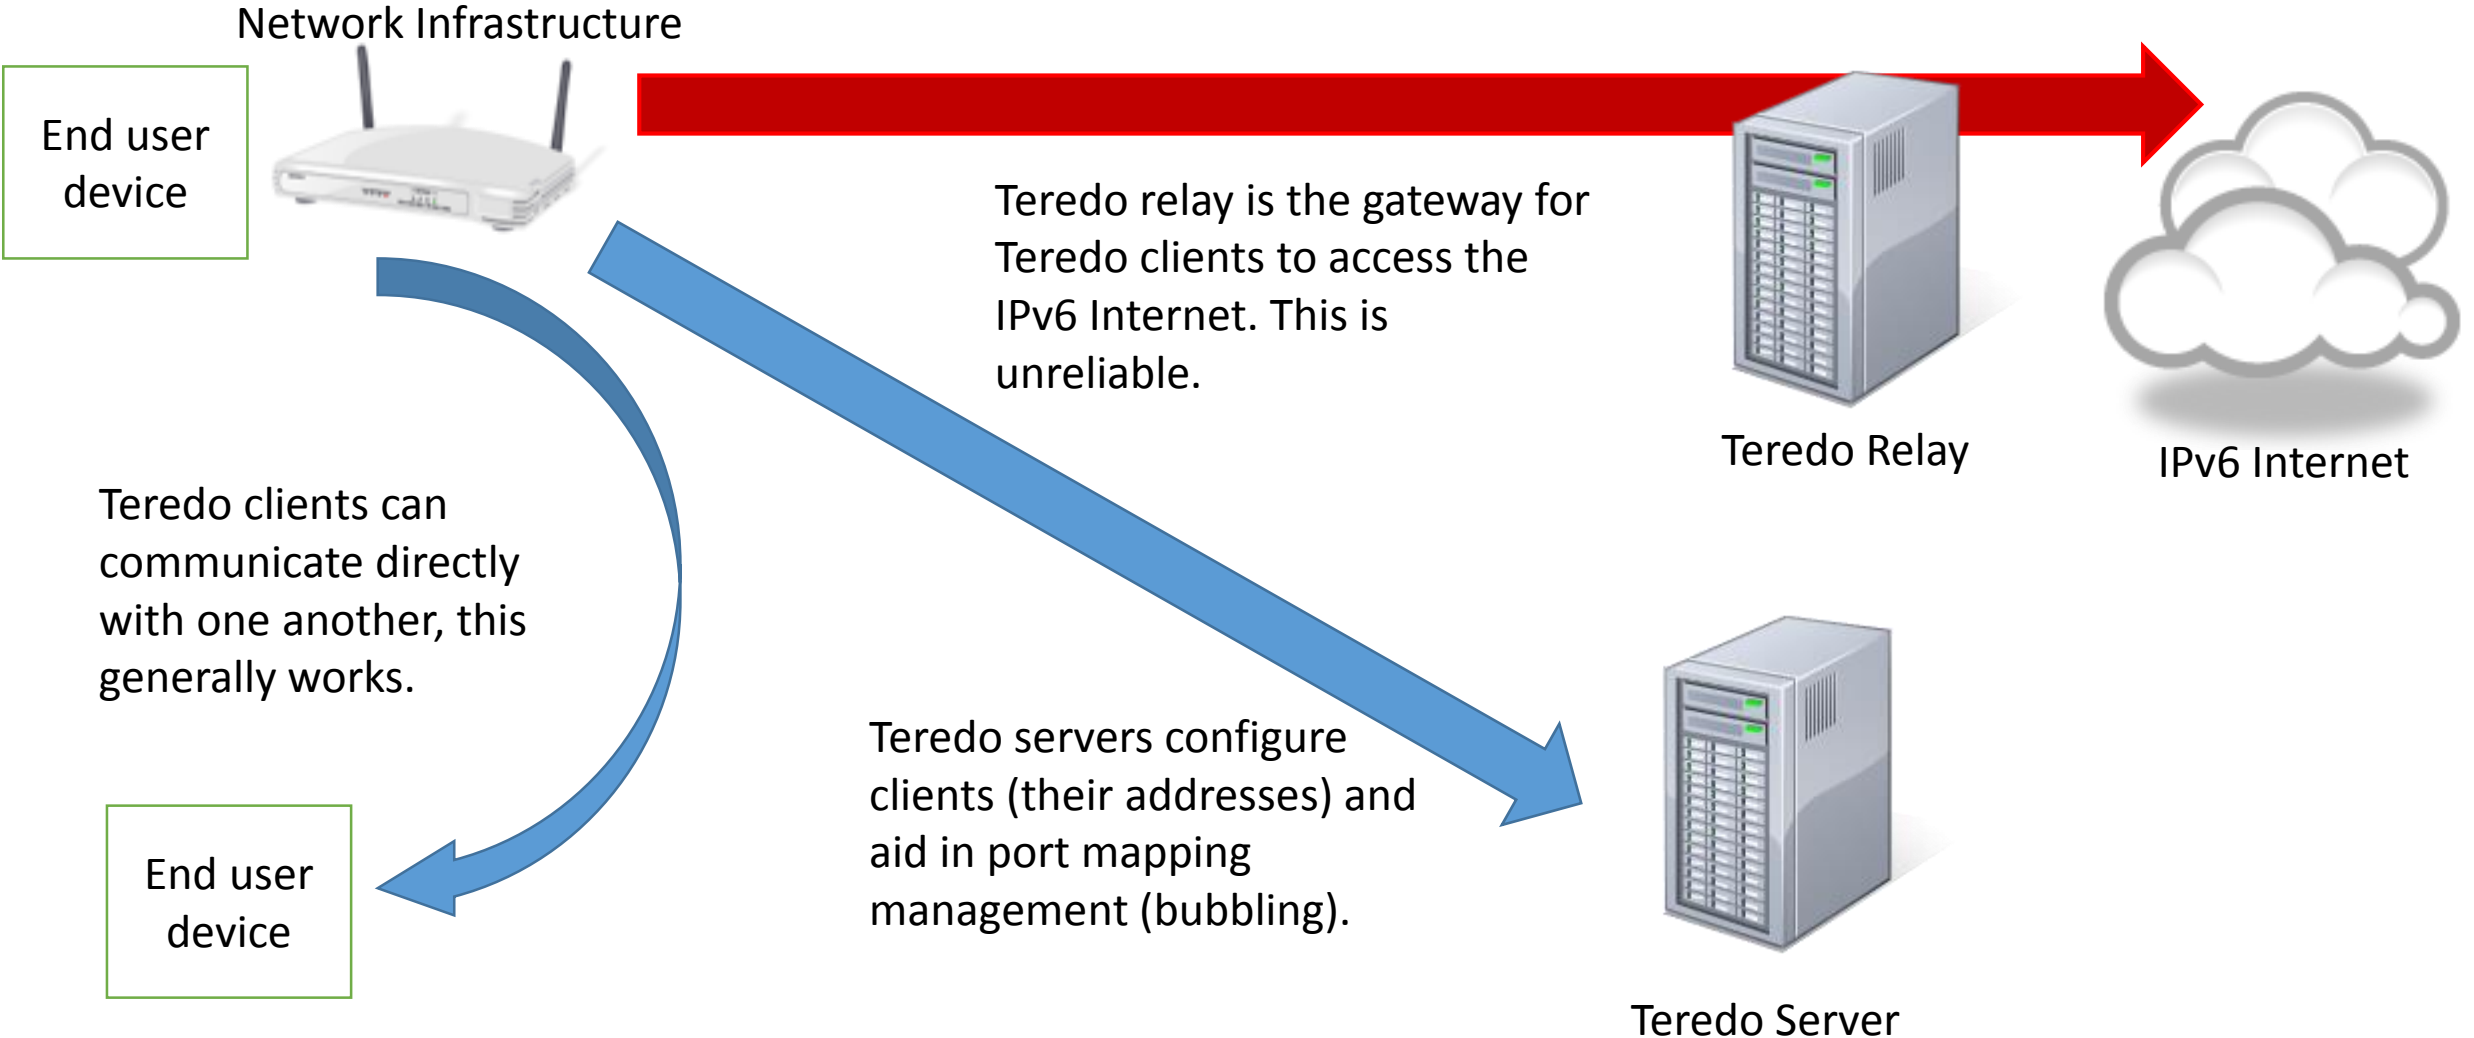 Network Infrastructure
End user
device
Teredo relay is the gateway for
Teredo clients to access the
IPv6 Internet. This is
unreliable.
Teredo Relay
IPv6 Internet
Teredo clients can
communicate directly
with one another, this
generally works.
Teredo servers configure
clients (their addresses) and
aid in port mapping
management (bubbling).
End user
device
Teredo Server